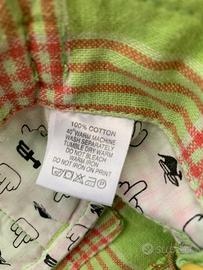 100% COTTON
40° WARM MACHINE
WASH SEPARATELY
TUMBLE DRY WARM
DO NOT BLEACH
WARM IRON
DO NOT IRON ON PRINT
SUBITO